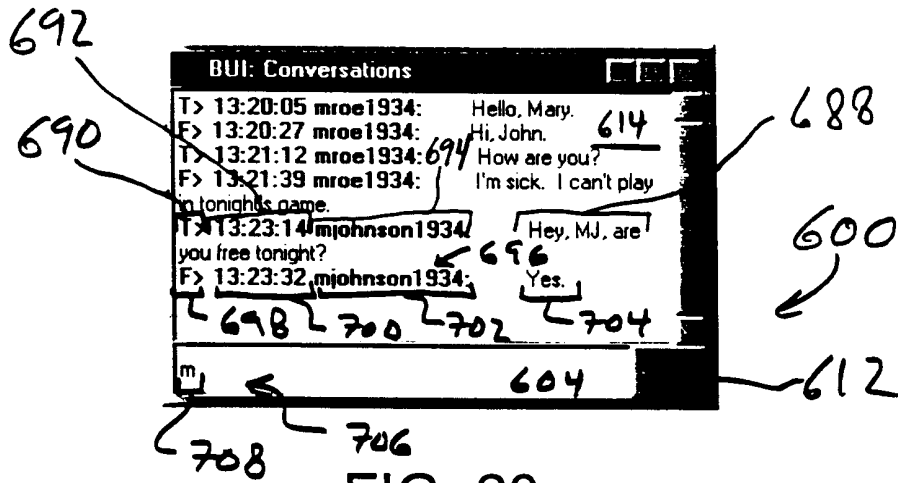 692
BUI: Conversations
T> 13:20:05 mroe1934: Hello, Mary.
F> 13:20:27 mroe1934: Hi, John.
614
688
690
T> 13:21:12 mroe1934: 694 How are you?
F> 13:21:39 mroe1934: I'm sick. I can't play
in tonight's game.
T> 13:23:14 mjohnson1934: Hey, MJ, are
you free tonight?
696
600
F> 13:23:32 mjohnson1934: Yes.
698 700 702 704
m
604
612
708
706